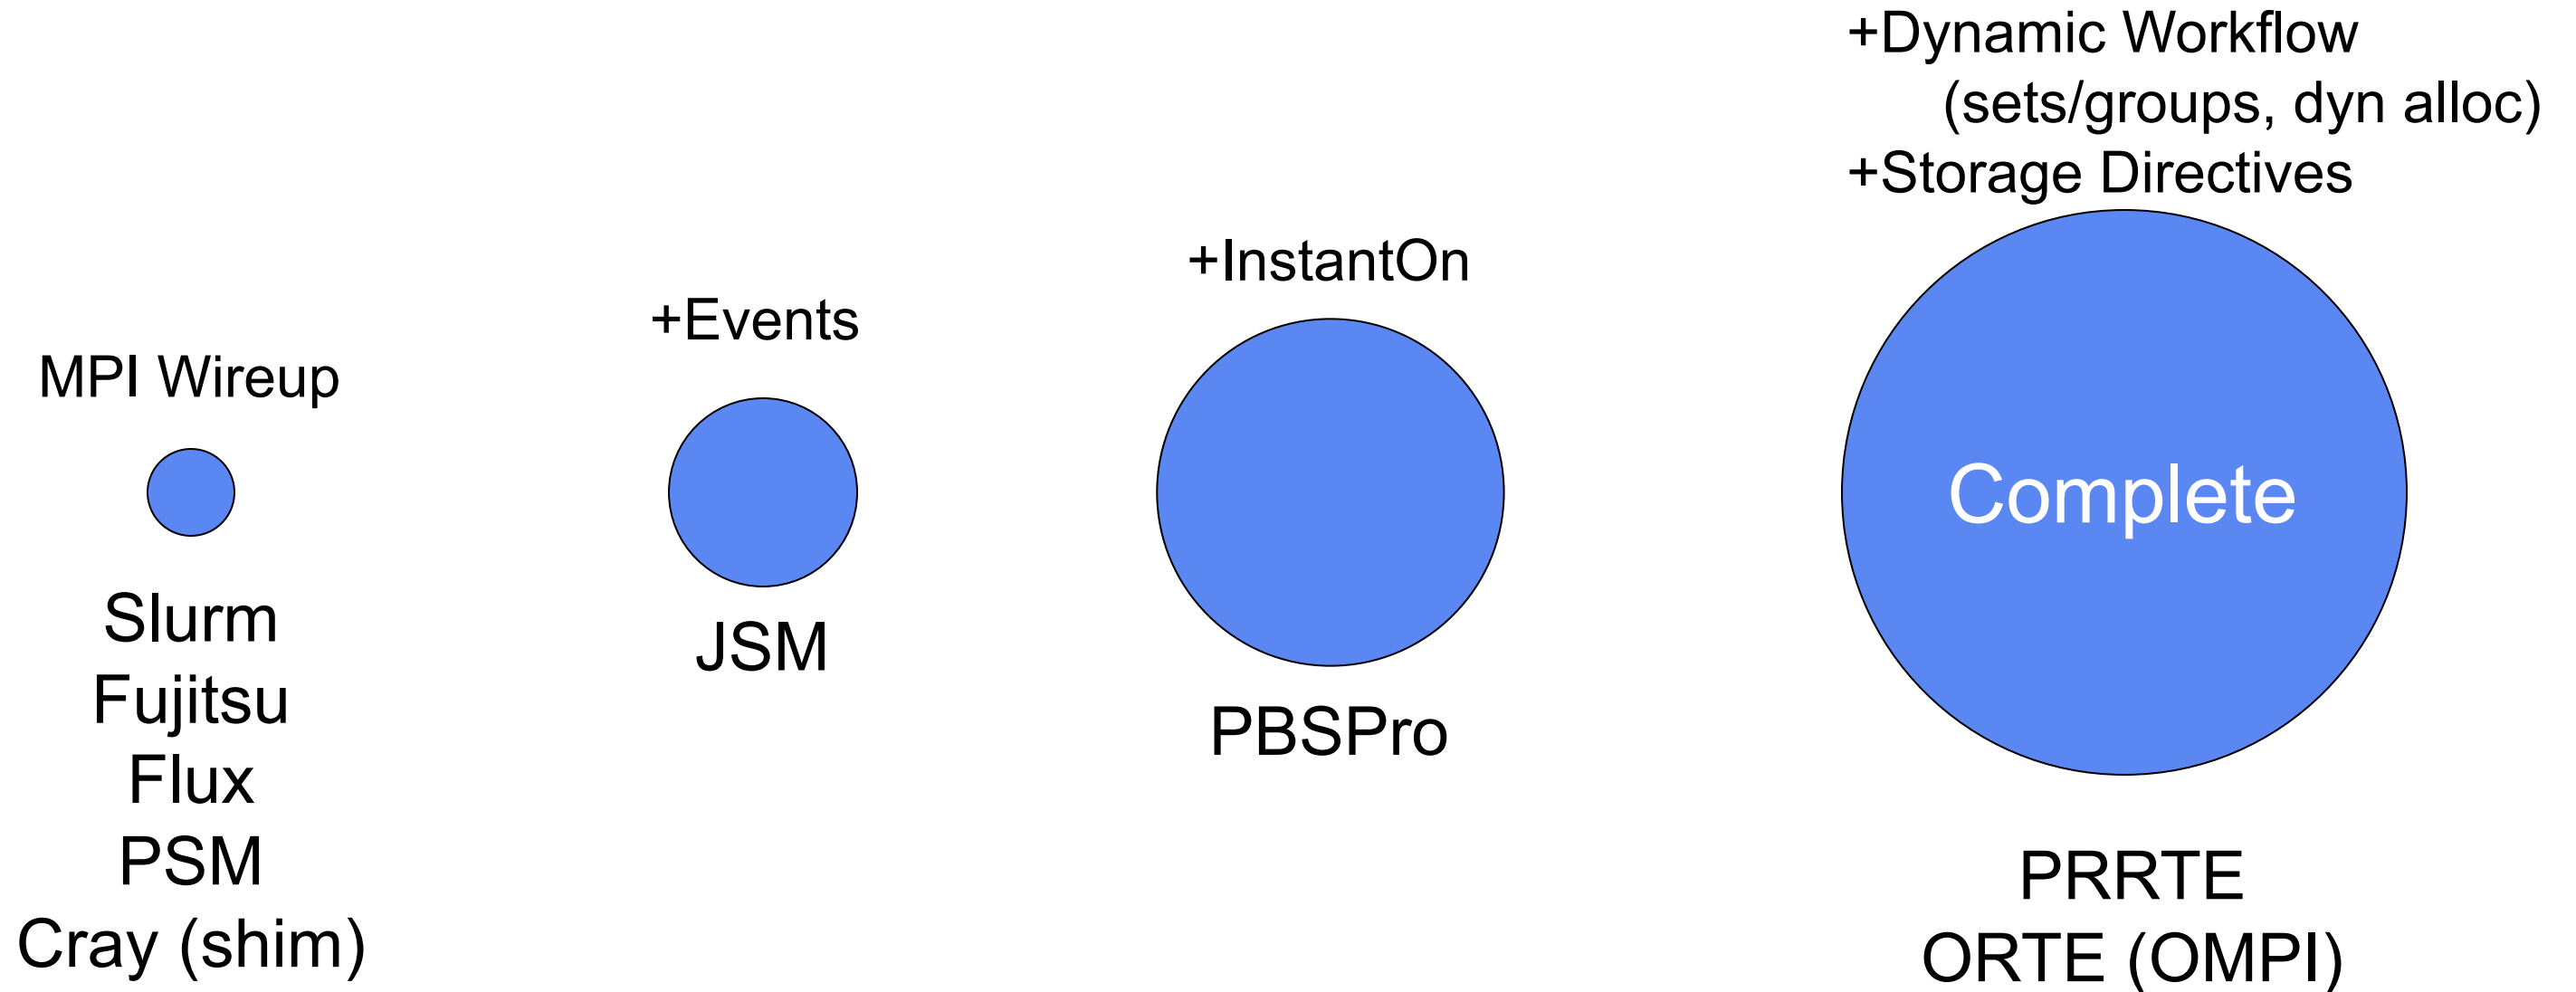 MPI Wireup
Slurm
Fujitsu
Flux
PSM
Cray (shim)
+Events
JSM
+InstantOn
PBSPro
+Dynamic Workflow
(sets/groups, dyn alloc)
+Storage Directives
Complete
PRRTE
ORTE (OMPI)